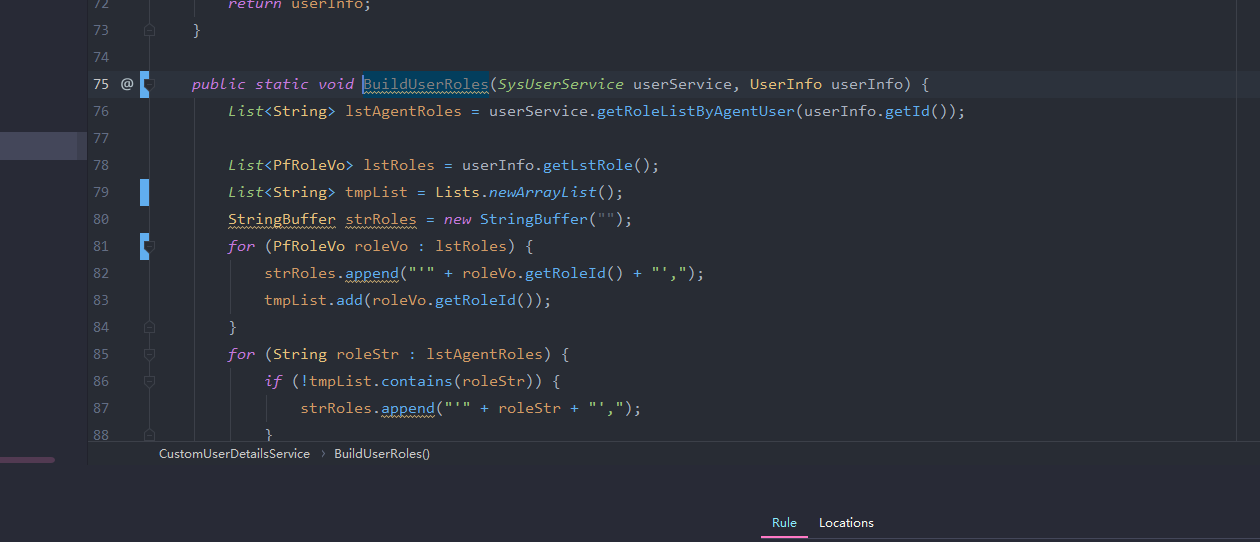 72 return userInfo;
73 }
74
75 @ public static void BuildUserRoles(SysUserService userService, UserInfo userInfo) {
76 List<String> lstAgentRoles = userService.getRoleListByAgentUser(userInfo.getId());
77
78 List<PfRoleVo> lstRoles = userInfo.getLstRole();
79 List<String> tmpList = Lists.newArrayList();
80 StringBuffer strRoles = new StringBuffer("");
81 for (PfRoleVo roleVo : lstRoles) {
82 strRoles.append("'" + roleVo.getRoleId() + "',");
83 tmpList.add(roleVo.getRoleId());
84 }
85 for (String roleStr : lstAgentRoles) {
86 if (!tmpList.contains(roleStr)) {
87 strRoles.append("'" + roleStr + "',");
88 }
CustomUserDetailsService › BuildUserRoles()
Rule Locations